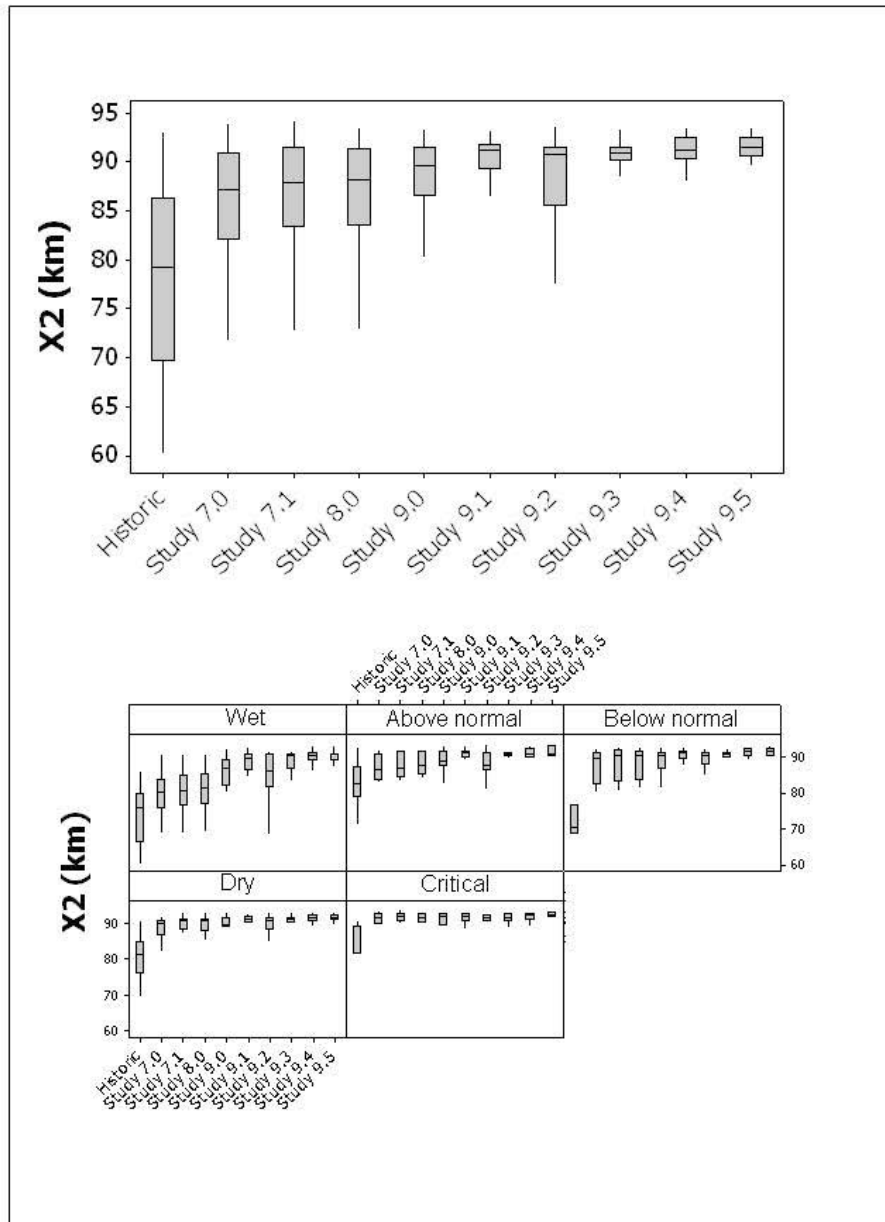 X2 (km)
95
90
85
80
75
70
65
60
Historic
Study 7.0
Study 7.1
Study 8.0
Study 9.0
Study 9.1
Study 9.2
Study 9.3
Study 9.4
Study 9.5
Historic
Study 7.0
Study 7.1
Study 8.0
Study 9.0
Study 9.1
Study 9.2
Study 9.3
Study 9.4
Study 9.5
Wet
Above normal
Below normal
90
80
70
60
X2 (km)
Dry
Critical
90
80
70
60
Historic
Study 7.0
Study 7.1
Study 8.0
Study 9.0
Study 9.1
Study 9.2
Study 9.3
Study 9.4
Study 9.5